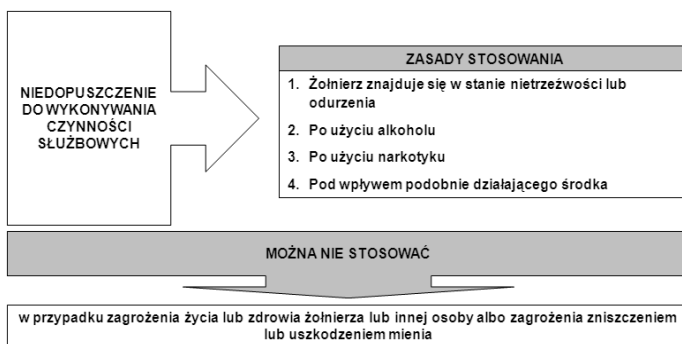 NIEDOPUSZCZENIE
DO WYKONYWANIA
CZYNNOŚCI
SŁUŻBOWYCH
ZASADY STOSOWANIA
1. Żołnierz znajduje się w stanie nietrzeźwości lub
odurzenia
2. Po użyciu alkoholu
3. Po użyciu narkotyku
4. Pod wpływem podobnie działającego środka
MOŻNA NIE STOSOWAĆ
w przypadku zagrożenia życia lub zdrowia żołnierza lub innej osoby albo zagrożenia zniszczeniem
lub uszkodzeniem mienia